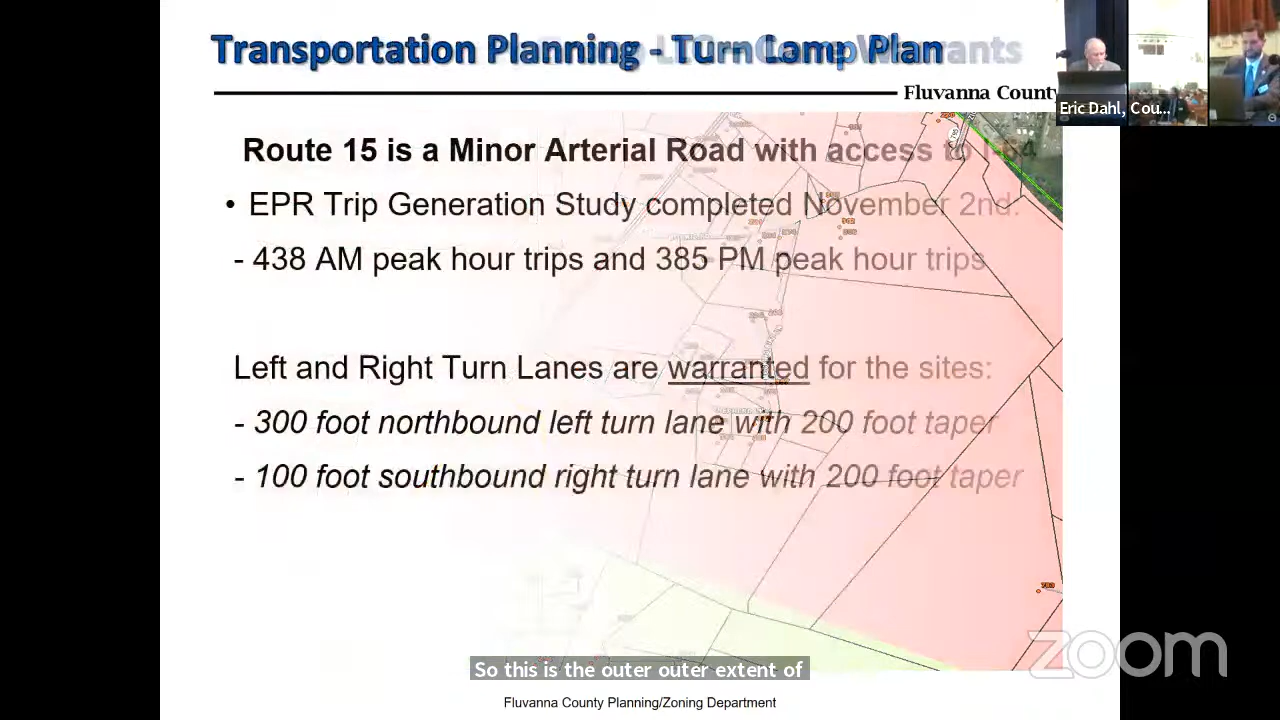 Transportation Planning - Turn Lane Warrants
Comp Plan
Fluvanna County
Eric Dahl, Cou...
Route 15 is a Minor Arterial Road with access to I-64
• EPR Trip Generation Study completed November 2nd:
- 438 AM peak hour trips and 385 PM peak hour trips
Left and Right Turn Lanes are warranted for the sites:
- 300 foot northbound left turn lane with 200 foot taper
- 100 foot southbound right turn lane with 200 foot taper
So this is the outer outer extent of
zoom
Fluvanna County Planning/Zoning Department